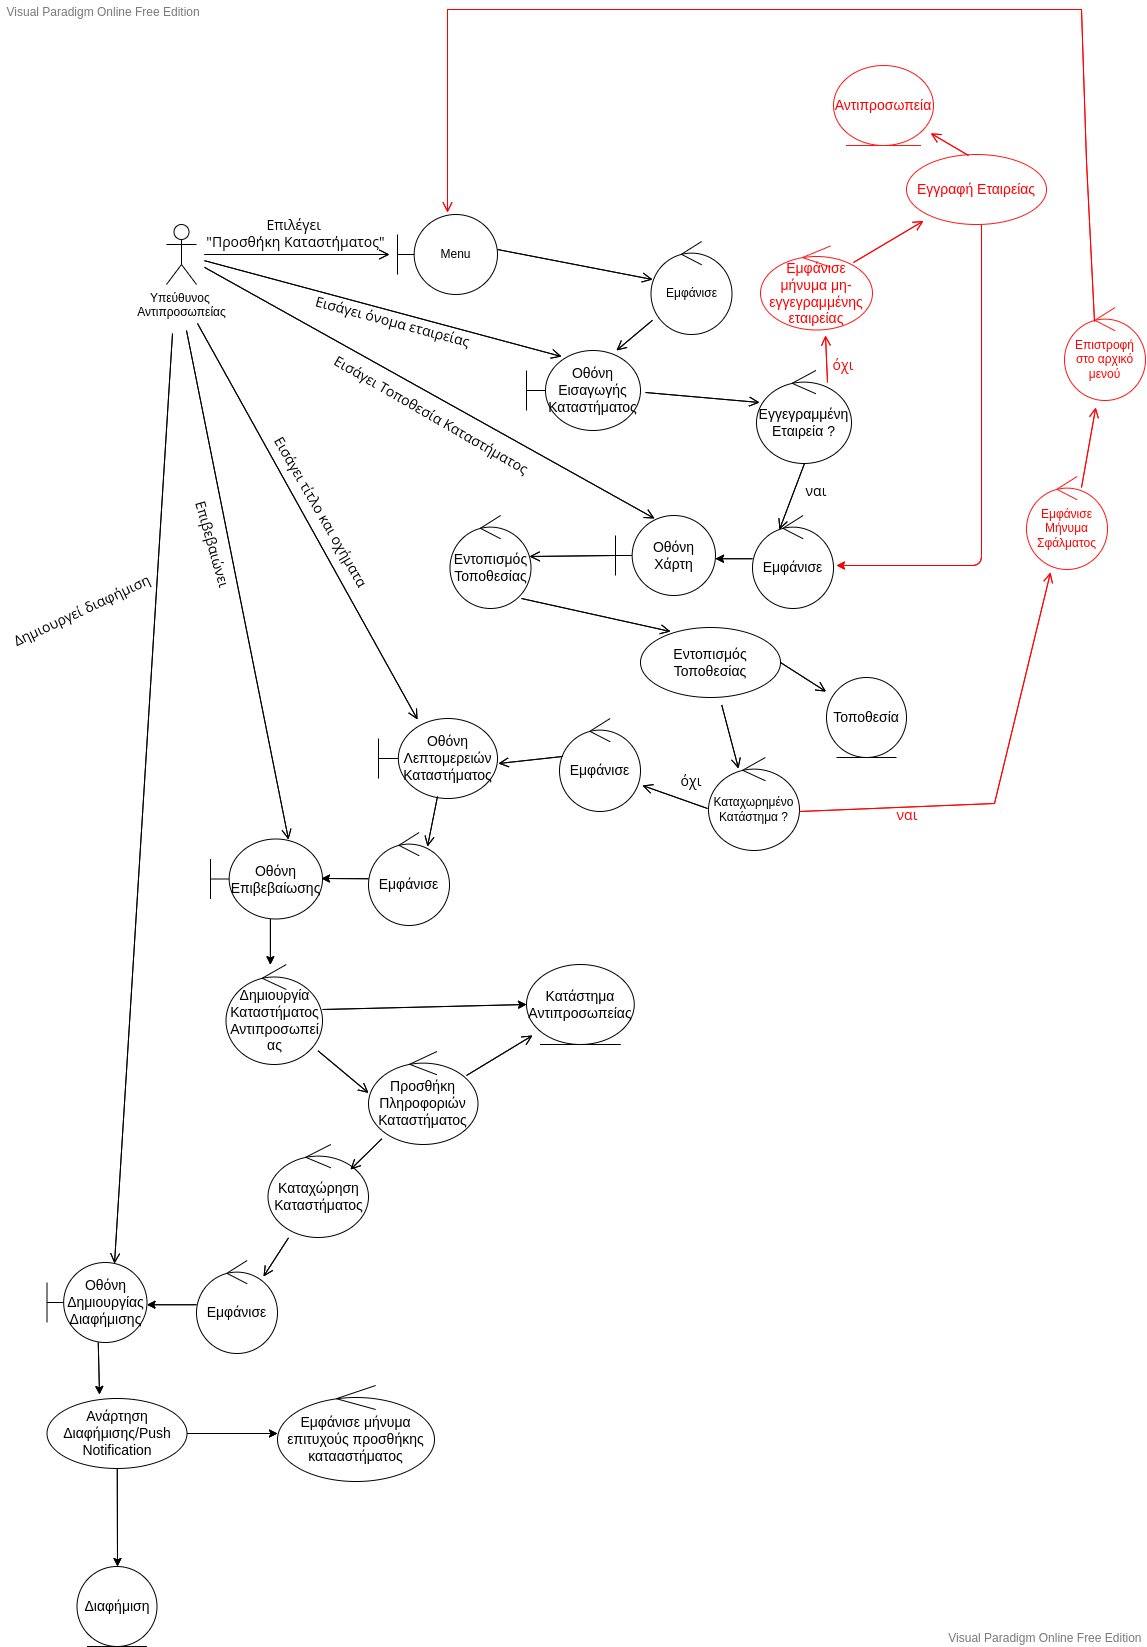 Visual Paradigm Online Free Edition
Αντιπροσωπεία
Εγγραφή Εταιρείας
Επιλέγει
"Προσθήκη Καταστήματος"
Menu
Εμφάνισε
Εμφάνισε
μήνυμα μη-
εγγεγραμμένης
εταιρείας
Υπεύθυνος
Αντιπροσωπείας
Εισάγει όνομα εταιρείας
Επιστροφή
στο αρχικό
μενού
όχι
Οθόνη
Εισαγωγής
Καταστήματος
Εγγεγραμμένη
Εταιρεία ?
Εισάγει Τοποθεσία Καταστήματος
ναι
Εισάγει τίτλο και οχήματα
Επιβεβαιώνει
Εμφάνισε
Μήνυμα
Σφάλματος
Οθόνη
Χάρτη
Εντοπισμός
Τοποθεσίας
Εμφάνισε
Δημιουργεί διαφήμιση
Εντοπισμός
Τοποθεσίας
Τοποθεσία
Οθόνη
Λεπτομερειών
Καταστήματος
Εμφάνισε
όχι
Καταχωρημένο
Κατάστημα ?
ναι
Οθόνη
Επιβεβαίωσης
Εμφάνισε
Δημιουργία
Καταστήματος
Αντιπροσωπεί
ας
Κατάστημα
Αντιπροσωπείας
Προσθήκη
Πληροφοριών
Καταστήματος
Καταχώρηση
Καταστήματος
Οθόνη
Δημιουργίας
Διαφήμισης
Εμφάνισε
Ανάρτηση
Διαφήμισης/Push
Notification
Εμφάνισε μήνυμα
επιτυχούς προσθήκης
κατααστήματος
Διαφήμιση
Visual Paradigm Online Free Edition